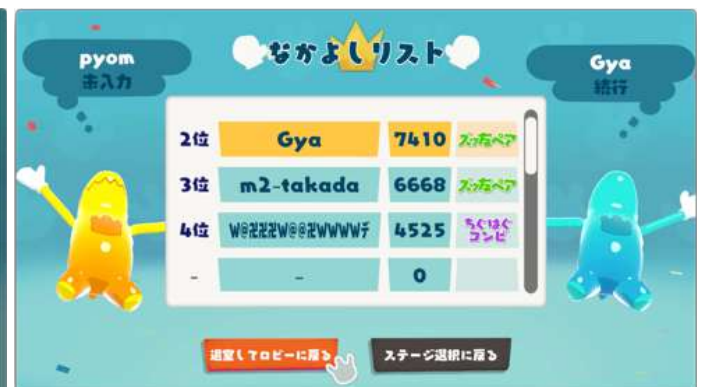 pyom
未入力
なかよしリスト
Gya
続行
2位 Gya 7410 ズッ友ペア
3位 m2-takada 6668 ズッ友ペア
4位 4525 ちぐはぐコンビ
- - 0
退室してロビーに戻る
ステージ選択に戻る